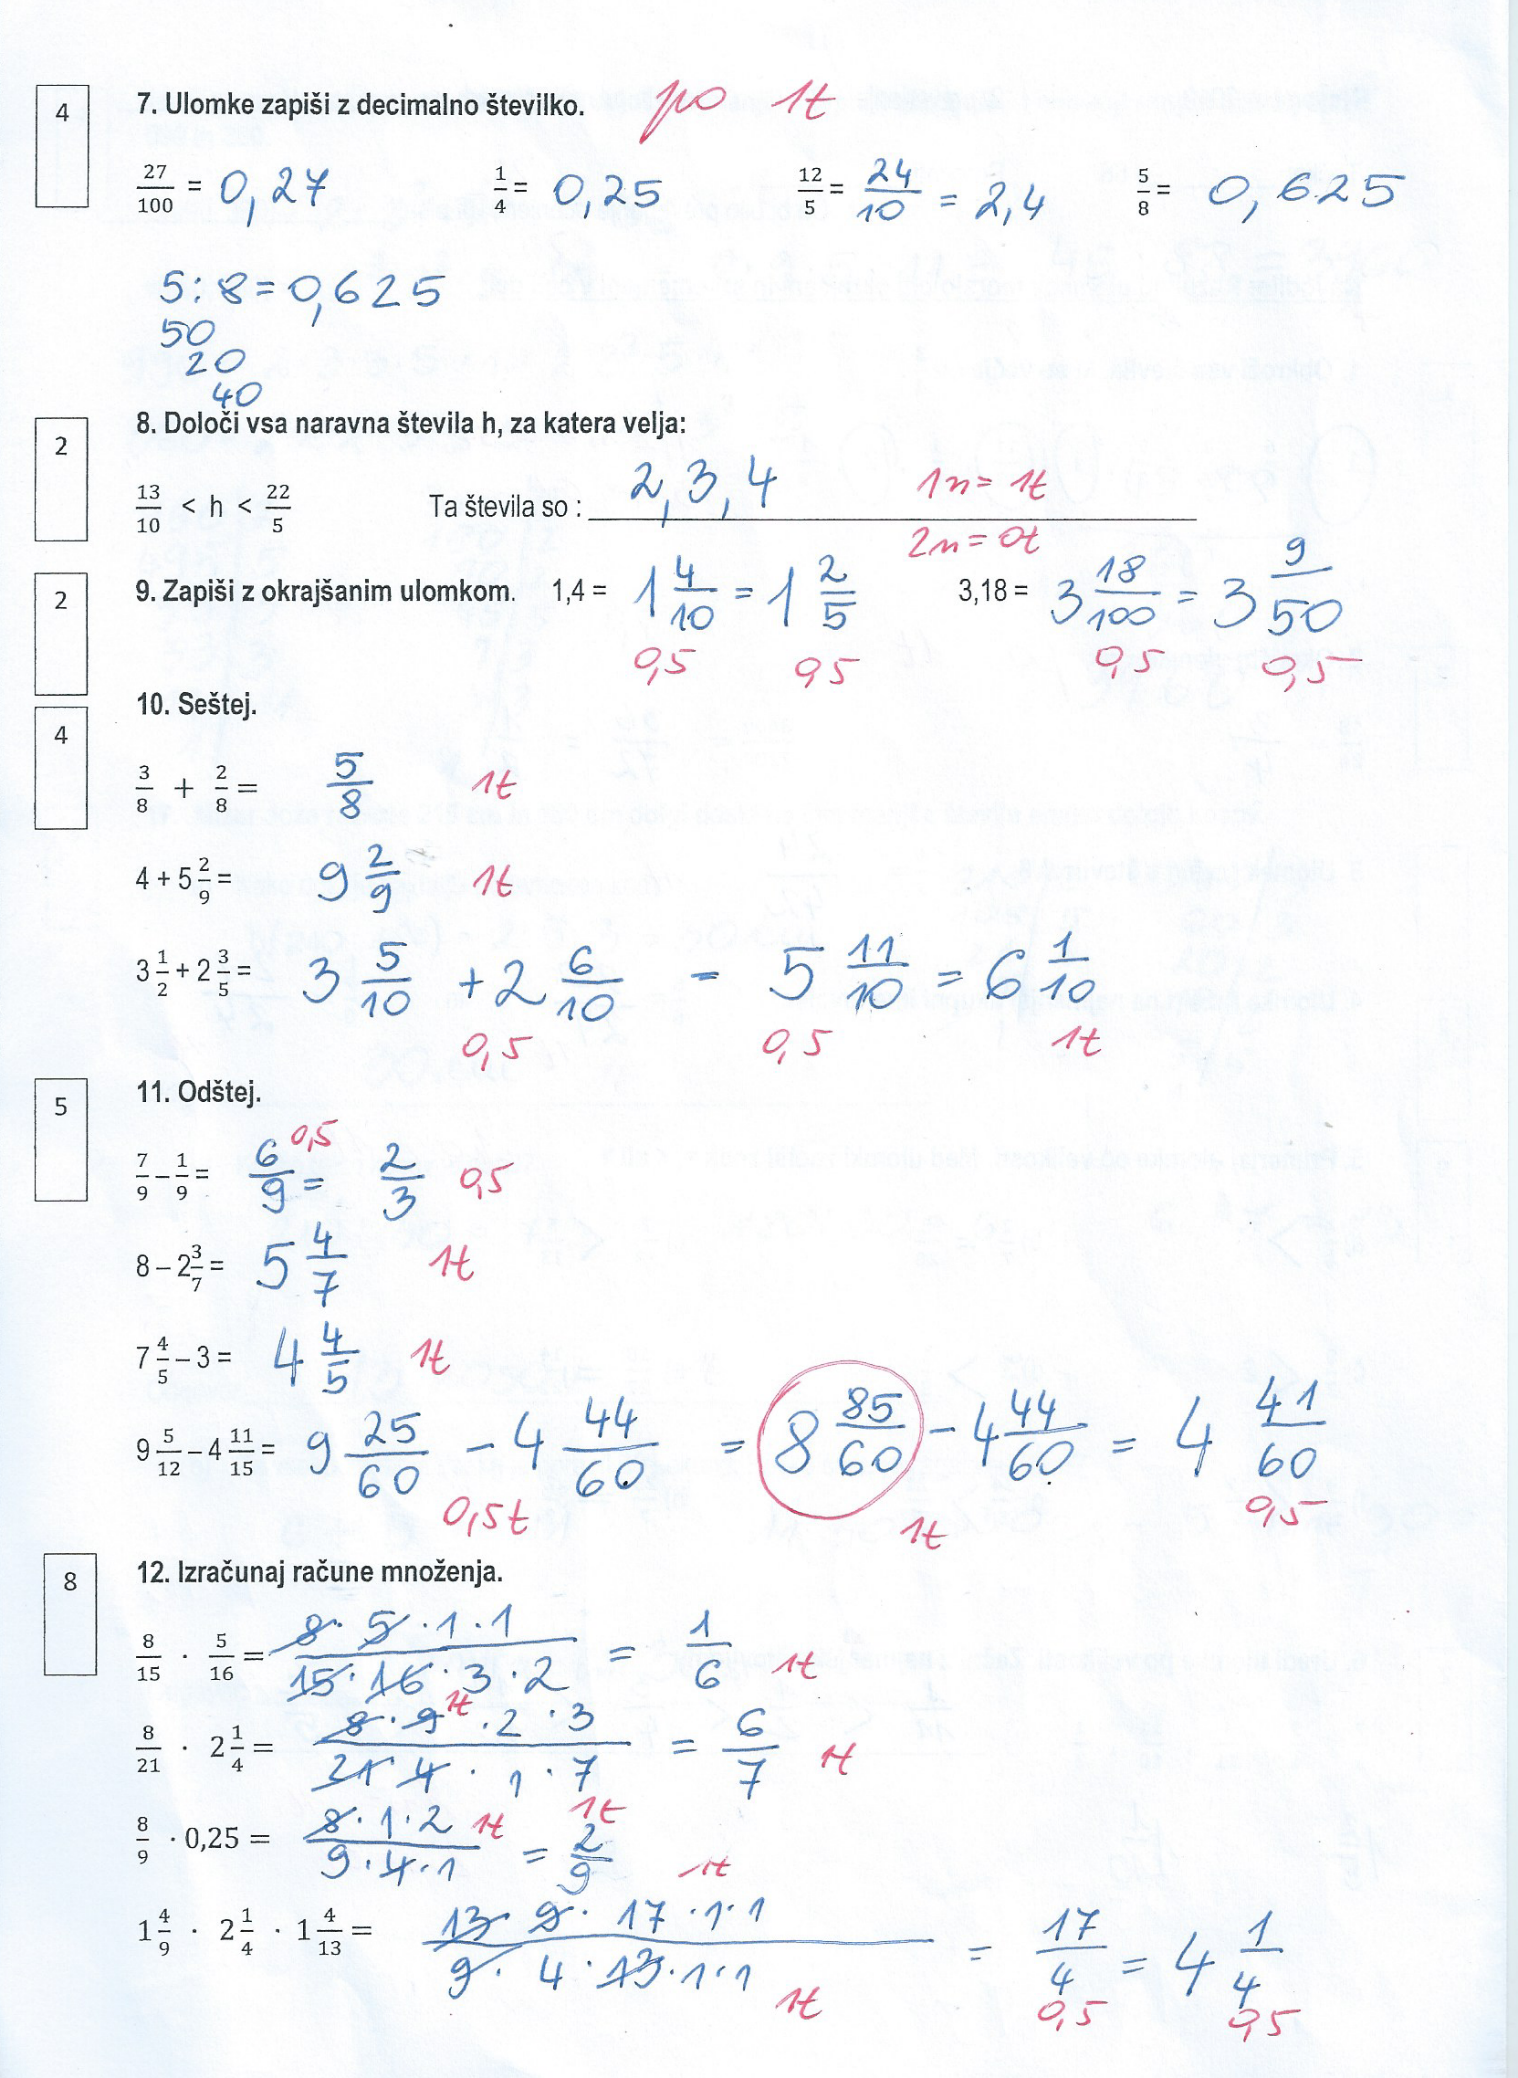 4
7. Ulomke zapiši z decimalno številko. po 1t
27/100 = 0,27 1/4 = 0,25 12/5 = 24/10 = 2,4 5/8 = 0,625
5:8=0,625
50
20
40
2
8. Določi vsa naravna števila h, za katera velja:
13/10 < h < 22/5 Ta števila so : 2,3,4 1n= 1t
2n=0t
2
9. Zapiši z okrajšanim ulomkom. 1,4 = 1 4/10 = 1 2/5 3,18 = 3 18/100 = 3 9/50
0,5 0,5 0,5 0,5
4
10. Seštej.
3/8 + 2/8 = 5/8 1t
4 + 5 2/9 = 9 2/9 1t
3 1/2 + 2 3/5 = 3 5/10 + 2 6/10 = 5 11/10 = 6 1/10
0,5 0,5 1t
5
11. Odštej.
7/9 – 1/9 = 6/9 0,5 = 2/3 0,5
8 – 2 3/7 = 5 4/7 1t
7 4/5 – 3 = 4 4/5 1t
9 5/12 – 4 11/15 = 9 25/60 – 4 44/60 = 8 85/60 – 4 44/60 = 4 41/60
0,5t 1t 0,5
8
12. Izračunaj račune množenja.
8/15 · 5/16 = 8·5·1·1/15·16·3·2 = 1/6 1t
1t
8/21 · 2 1/4 = 8·9·2·3/21·4·1·7 = 6/7 1t
1t
8/9 · 0,25 = 8·1·2/9·4·1 1t = 2/9 1t
1 4/9 · 2 1/4 · 1 4/13 = 13·9·17·1·1/9·4·13·1·1 = 17/4 = 4 1/4
1t 0,5 0,5